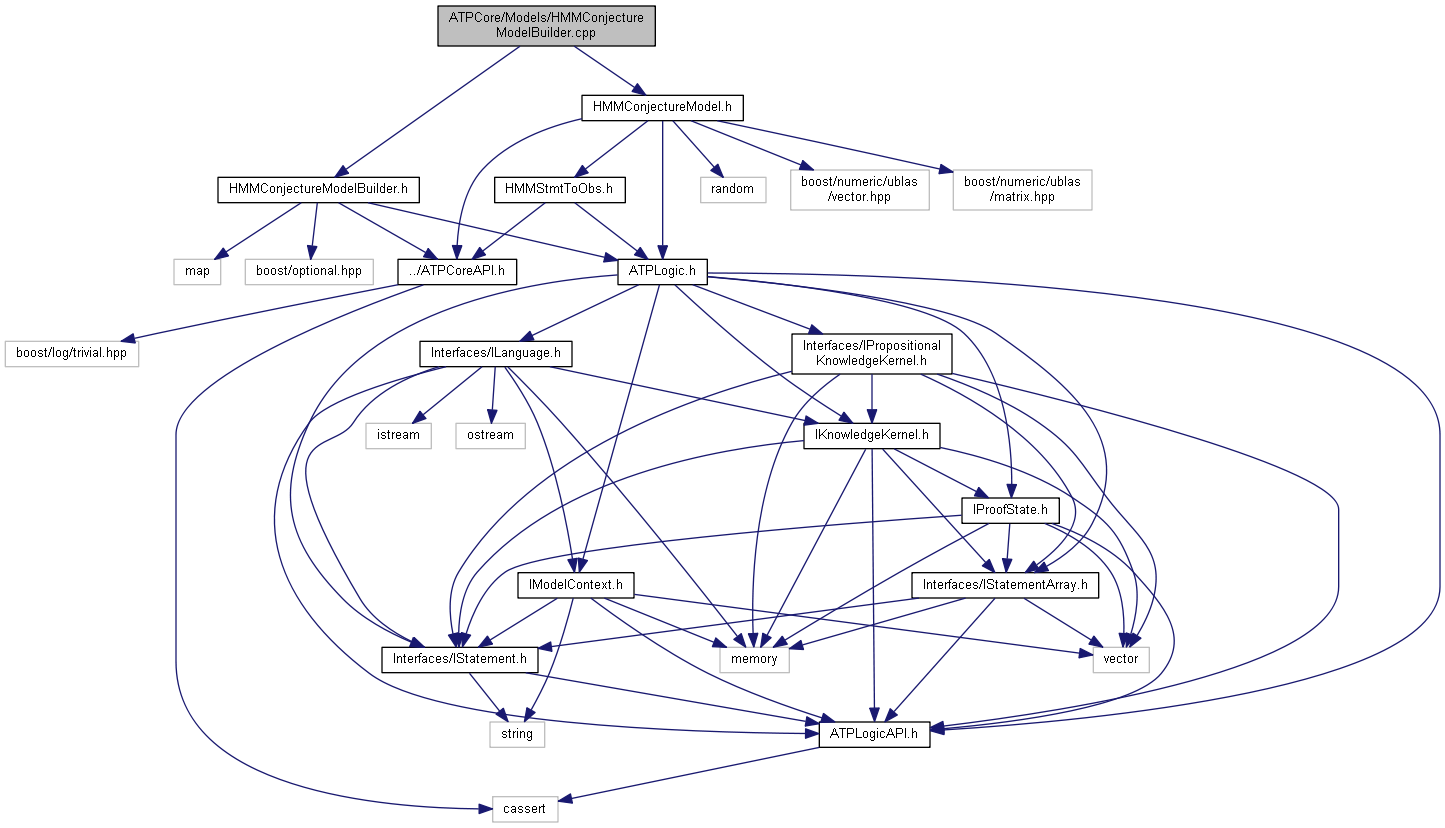 ATPCore/Models/HMMConjecture
ModelBuilder.cpp
HMMConjectureModel.h
HMMConjectureModelBuilder.h
HMMStmtToObs.h
random
boost/numeric/ublas
/vector.hpp
boost/numeric/ublas
/matrix.hpp
map
boost/optional.hpp
../ATPCoreAPI.h
ATPLogic.h
boost/log/trivial.hpp
Interfaces/ILanguage.h
Interfaces/IPropositional
KnowledgeKernel.h
istream
ostream
IKnowledgeKernel.h
IProofState.h
IModelContext.h
Interfaces/IStatementArray.h
Interfaces/IStatement.h
memory
vector
string
ATPLogicAPI.h
cassert